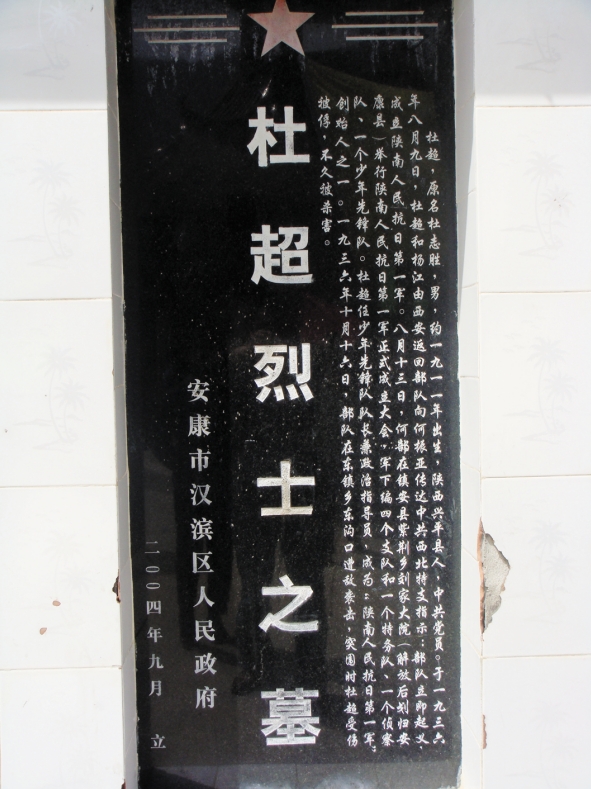 杜超，原名杜志胜，男，约一九一一年出生，陕西兴平县人，中共党员。于一九三六
年八月九日，杜超和杨江由西安返回部队向何振亚传达中共西北特支指示：部队立即起义，
成立陕南人民抗日第一军。八月十三日，何部在镇安县紫荆乡刘家大院（解放后划归安
康县）举行陕南人民抗日第一军正式成立大会，军下编四个支队和一个特务队、一个侦察
队、一个少年先锋队。杜超任少年先锋队队长兼政治指导员，成为：陕南人民抗日第一军，
创始人之一。一九三六年十月十六日，部队在东镇乡东沟口遭敌袭击，突围时杜超受伤
被俘，不久被杀害。
杜超烈士之墓
安康市汉滨区人民政府
二〇〇四年九月 立